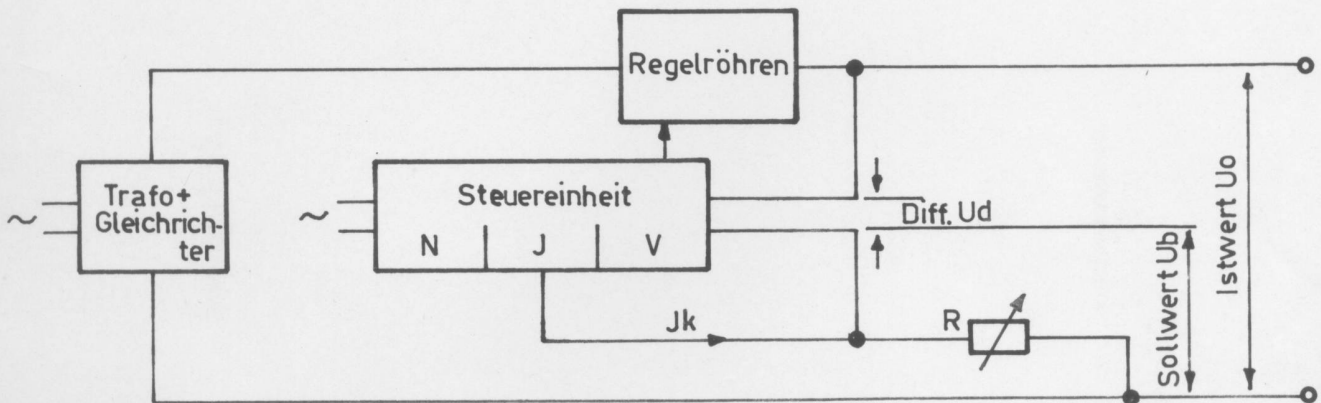 Regelröhren
Trafo+
Gleichrich-
ter
~
~
Steuereinheit
N J V
Diff. Ud
Jk
R
Sollwert Ub
Istwert Uo